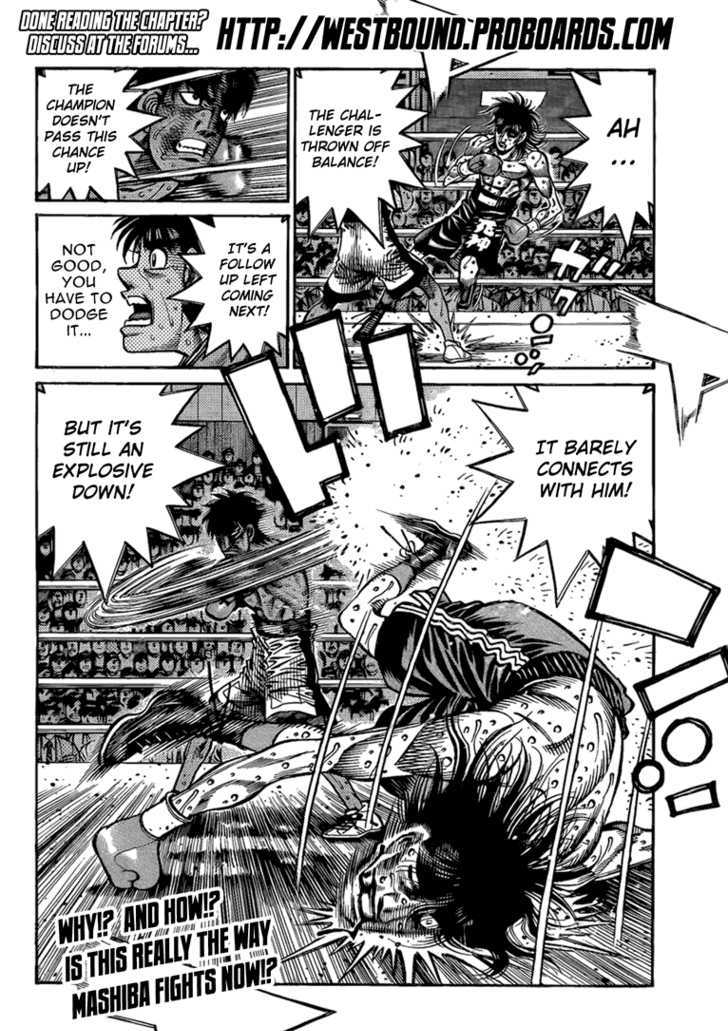 DONE READING THE CHAPTER?
DISCUSS AT THE FORUMS...
HTTP://WESTBOUND.PROBOARDS.COM
AH
...
THE CHAL-
LENGER IS
THROWN OFF
BALANCE!
THE
CHAMPION
DOESN'T
PASS THIS
CHANCE
UP!
IT'S A
FOLLOW
UP LEFT
COMING
NEXT!
NOT
GOOD,
YOU
HAVE TO
DODGE
IT...
IT BARELY
CONNECTS
WITH HIM!
BUT IT'S
STILL AN
EXPLOSIVE
DOWN!
WHY!? AND HOW!?
IS THIS REALLY THE WAY
MASHIBA FIGHTS NOW!?